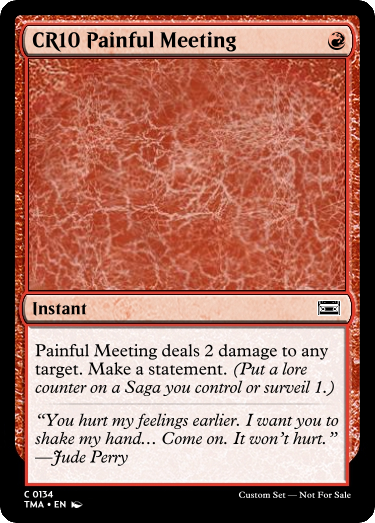 CR10 Painful Meeting
Instant
Painful Meeting deals 2 damage to any
target. Make a statement. (Put a lore
counter on a Saga you control or surveil 1.)
“You hurt my feelings earlier. I want you to
shake my hand… Come on. It won’t hurt.”
—Jude Perry
C 0134
TMA • EN
Custom Set — Not For Sale